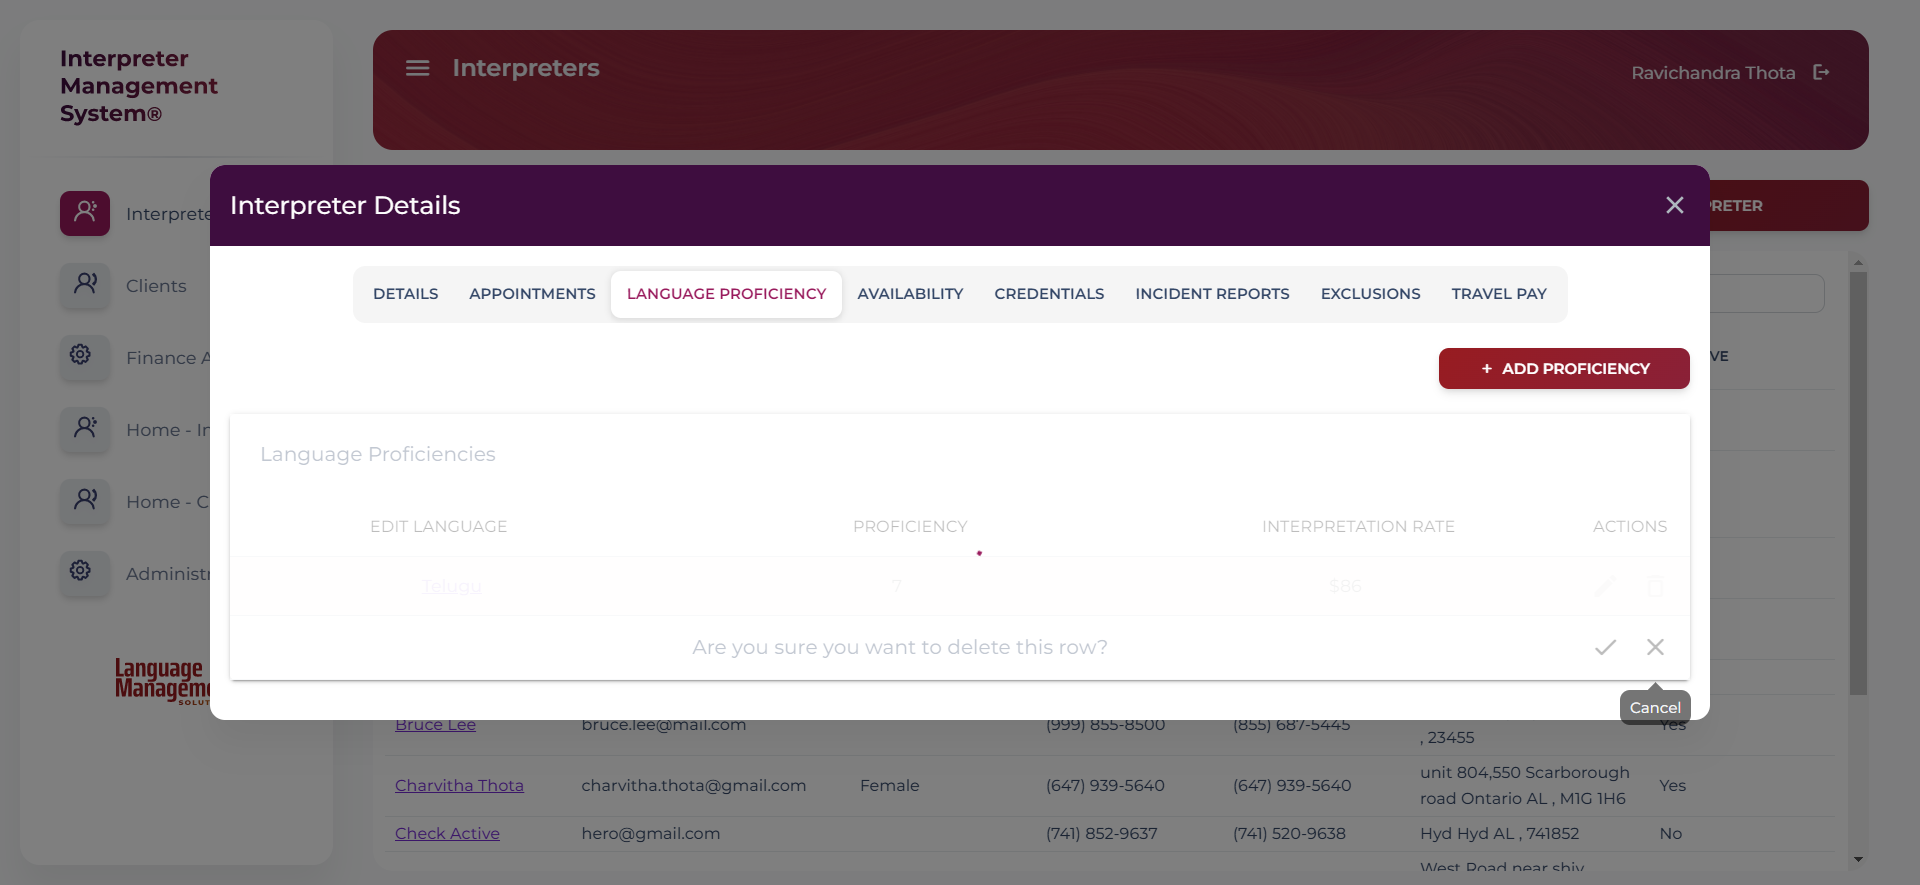 Interpreter
Management
System®
Interpreters
Ravichandra Thota
Interprete
Clients
Finance A
Home - In
Home - C
Administr
Language
Manageme
SOLUT
PRETER
VE
Interpreter Details
DETAILS APPOINTMENTS LANGUAGE PROFICIENCY AVAILABILITY CREDENTIALS INCIDENT REPORTS EXCLUSIONS TRAVEL PAY
+ ADD PROFICIENCY
Language Proficiencies
EDIT LANGUAGE PROFICIENCY INTERPRETATION RATE ACTIONS
Telugu 7 $86
Are you sure you want to delete this row?
Cancel
Bruce Lee bruce.lee@mail.com (999) 855-8500 (855) 687-5445 , 23455 Yes
Charvitha Thota charvitha.thota@gmail.com Female (647) 939-5640 (647) 939-5640 unit 804,550 Scarborough Yes
road Ontario AL , M1G 1H6
Check Active hero@gmail.com (741) 852-9637 (741) 520-9638 Hyd Hyd AL , 741852 No
West Road near shiv